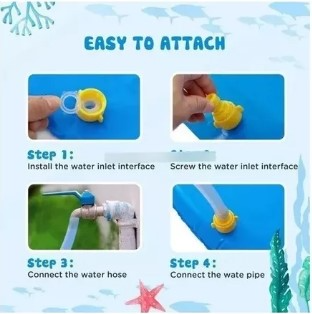 EASY TO ATTACH
Step 1:
Install the water inlet interface
Screw the water inlet interface
Step 3:
Connect the water hose
Step 4:
Connect the wate pipe